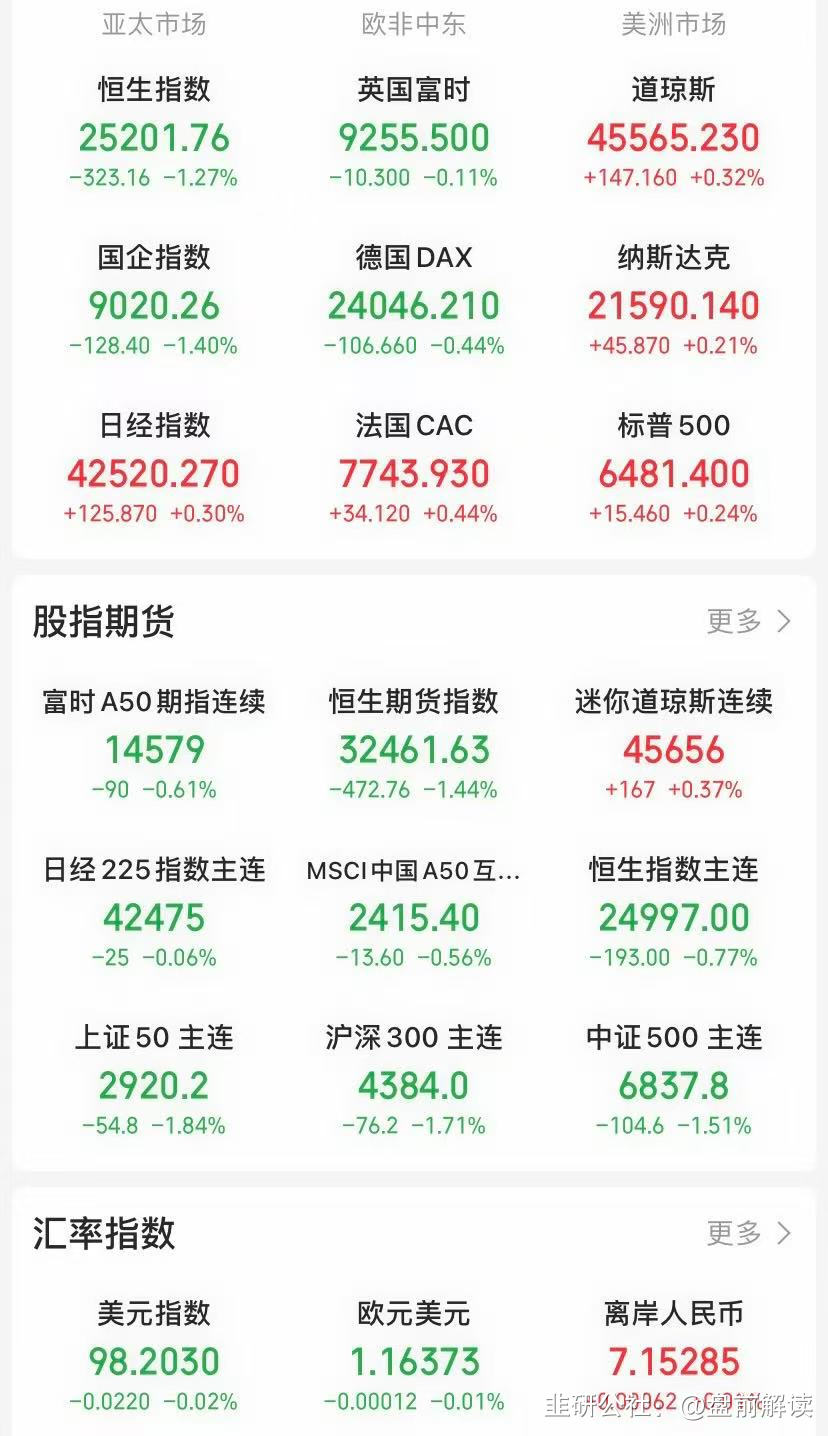 亚太市场 欧非中东 美洲市场
恒生指数 英国富时 道琼斯
25201.76 9255.500 45565.230
-323.16 -1.27% -10.300 -0.11% +147.160 +0.32%
国企指数 德国DAX 纳斯达克
9020.26 24046.210 21590.140
-128.40 -1.40% -106.660 -0.44% +45.870 +0.21%
日经指数 法国CAC 标普500
42520.270 7743.930 6481.400
+125.870 +0.30% +34.120 +0.44% +15.460 +0.24%
股指期货 更多
富时A50期指连续 恒生期货指数 迷你道琼斯连续
14579 32461.63 45656
-90 -0.61% -472.76 -1.44% +167 +0.37%
日经225指数主连 MSCI中国A50互... 恒生指数主连
42475 2415.40 24997.00
-25 -0.06% -13.60 -0.56% -193.00 -0.77%
上证50 主连 沪深300 主连 中证500 主连
2920.2 4384.0 6837.8
-54.8 -1.84% -76.2 -1.71% -104.6 -1.51%
汇率指数 更多
美元指数 欧元美元 离岸人民币
98.2030 1.16373 7.15285
-0.0220 -0.02% -0.00012 -0.01%
韭研公社：@盘前解读